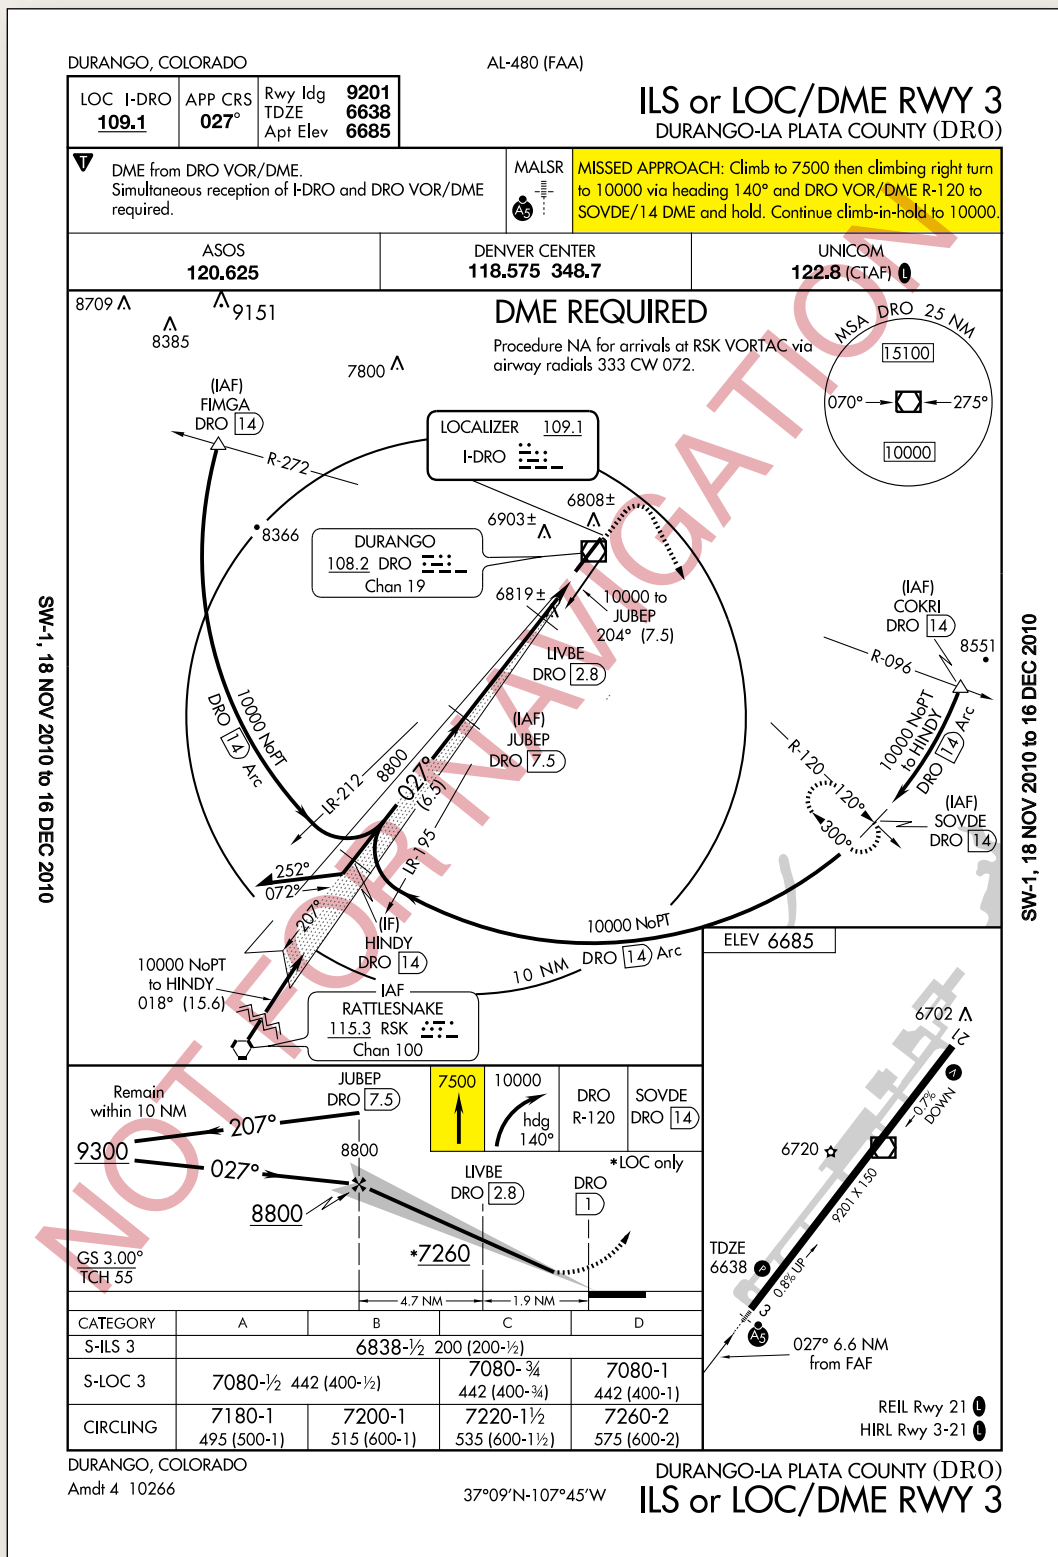 DURANGO, COLORADO
AL-480 (FAA)
LOC I-DRO
109.1
APP CRS
027°
Rwy ldg 9201
TDZE 6638
Apt Elev 6685
ILS or LOC/DME RWY 3
DURANGO-LA PLATA COUNTY (DRO)
T
DME from DRO VOR/DME.
Simultaneous reception of I-DRO and DRO VOR/DME
required.
MALSR
A5
MISSED APPROACH: Climb to 7500 then climbing right turn
to 10000 via heading 140° and DRO VOR/DME R-120 to
SOVDE/14 DME and hold. Continue climb-in-hold to 10000.
ASOS
120.625
DENVER CENTER
118.575 348.7
UNICOM
122.8 (CTAF) L
8709
8385
9151
7800
DME REQUIRED
Procedure NA for arrivals at RSK VORTAC via
airway radials 333 CW 072.
MSA DRO 25 NM
15100
070°
275°
10000
(IAF)
FIMGA
DRO 14
R-272
8366
LOCALIZER 109.1
I-DRO
6808±
6903±
DURANGO
108.2 DRO
Chan 19
6819±
10000 to
JUBEP
204° (7.5)
LIVBE
DRO 2.8
(IAF)
JUBEP
DRO 7.5
(IAF)
COKRI
DRO 14
8551
R-096
10000 NoPT
to HINDY
DRO 14 Arc
10000 NoPT
DRO 14 Arc
LR-212
8800
027°
(6.5)
LR-195
R-120
120°
300°
(IAF)
SOVDE
DRO 14
252°
072°
207°
(IF)
HINDY
DRO 14
10000 NoPT
DRO 14 Arc
10 NM
10000 NoPT
to HINDY
018° (15.6)
IAF
RATTLESNAKE
115.3 RSK
Chan 100
ELEV 6685
6702
21
V
0.7%
DOWN
6720
9201 X 150
TDZE
6638
P
0.8% UP
3
A5
027° 6.6 NM
from FAF
REIL Rwy 21 L
HIRL Rwy 3-21 L
Remain
within 10 NM
JUBEP
DRO 7.5
207°
9300
027°
8800
8800
7500
10000
hdg
140°
DRO
R-120
SOVDE
DRO 14
*LOC only
LIVBE
DRO 2.8
DRO
1
*7260
GS 3.00°
TCH 55
4.7 NM
1.9 NM
CATEGORY A B C D
S-ILS 3 6838-½ 200 (200-½)
S-LOC 3 7080-½ 442 (400-½) 7080-¾ 442 (400-¾) 7080-1 442 (400-1)
CIRCLING 7180-1 495 (500-1) 7200-1 515 (600-1) 7220-1½ 535 (600-1½) 7260-2 575 (600-2)
DURANGO, COLORADO
Amdt 4 10266
37°09'N-107°45'W
DURANGO-LA PLATA COUNTY (DRO)
ILS or LOC/DME RWY 3
SW-1, 18 NOV 2010 to 16 DEC 2010
SW-1, 18 NOV 2010 to 16 DEC 2010
NOT FOR NAVIGATION